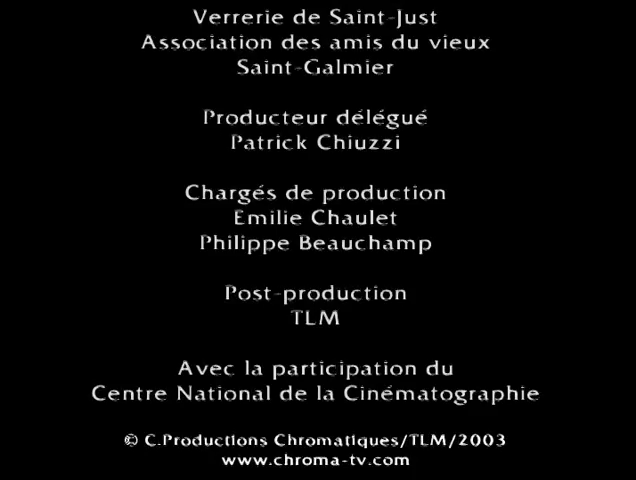 Verrerie de Saint-Just
Association des amis du vieux
Saint-Galmier
Producteur délégué
Patrick Chiuzzi
Chargés de production
Emilie Chaulet
Philippe Beauchamp
Post-production
TLM
Avec la participation du
Centre National de la Cinématographie
© C.Productions Chromatiques/TLM/2003
www.chroma-tv.com